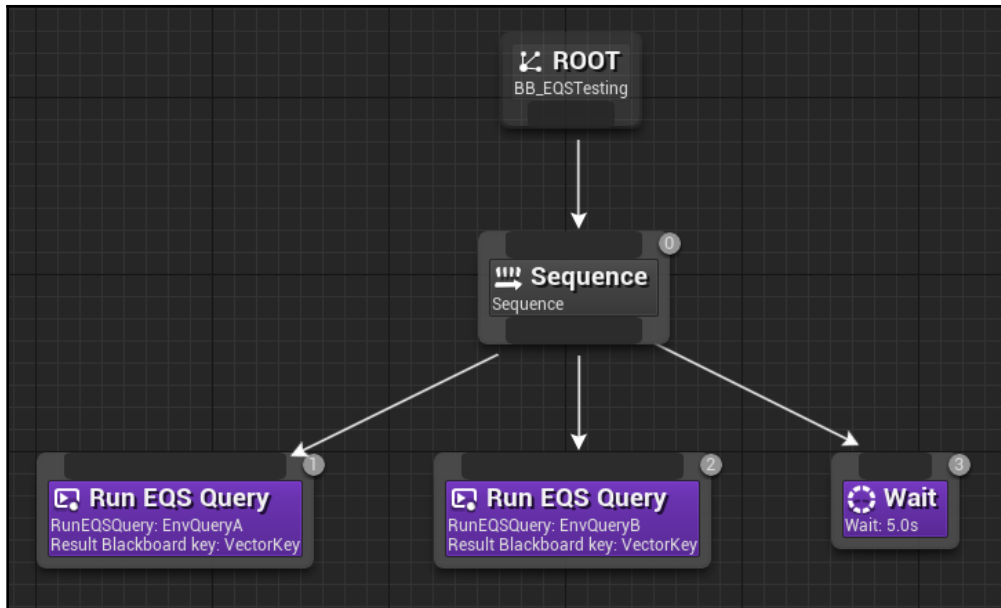 ROOT
BB_EQSTesting
0
Sequence
Sequence
1
Run EQS Query
RunEQSQuery: EnvQueryA
Result Blackboard key: VectorKey
2
Run EQS Query
RunEQSQuery: EnvQueryB
Result Blackboard key: VectorKey
3
Wait
Wait: 5.0s